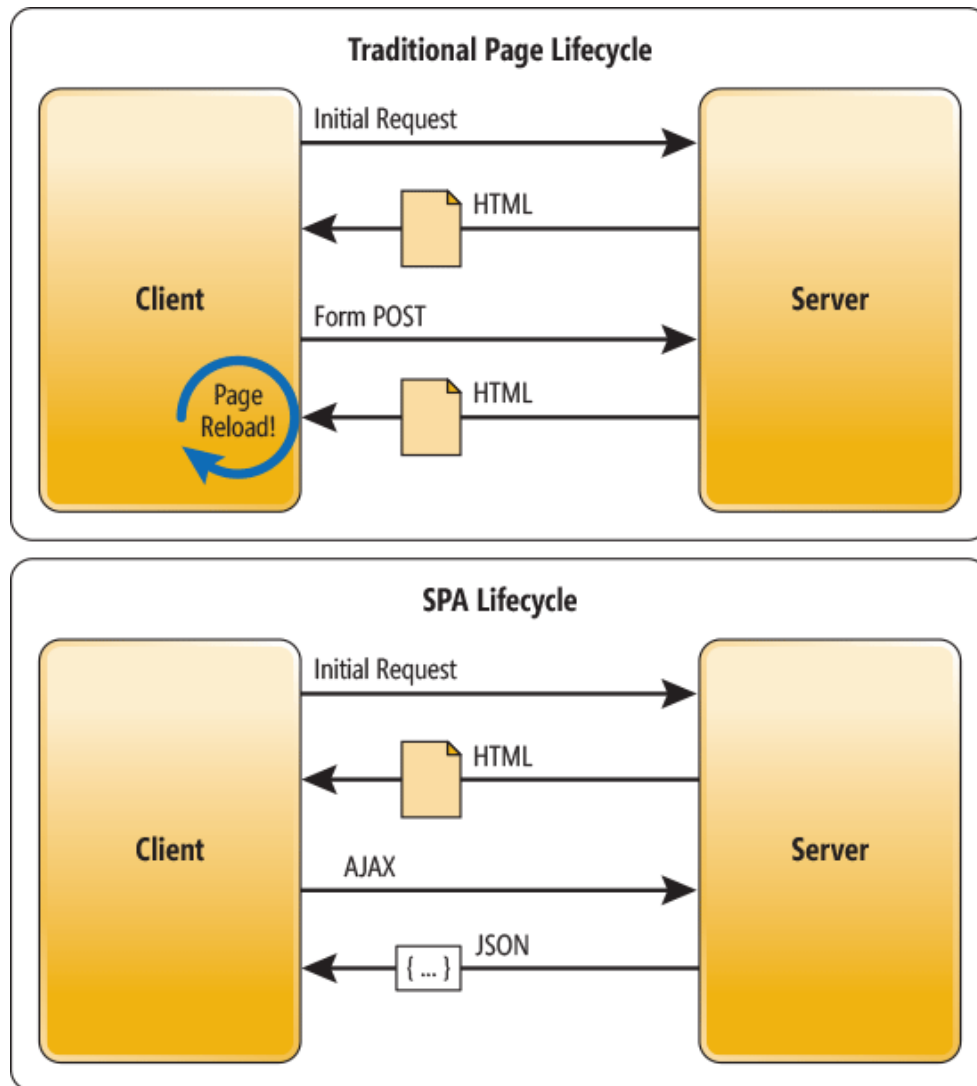 Traditional Page Lifecycle
Initial Request
HTML
Client
Server
Form POST
Page
Reload!
HTML
SPA Lifecycle
Initial Request
HTML
Client
Server
AJAX
JSON
{ ... }